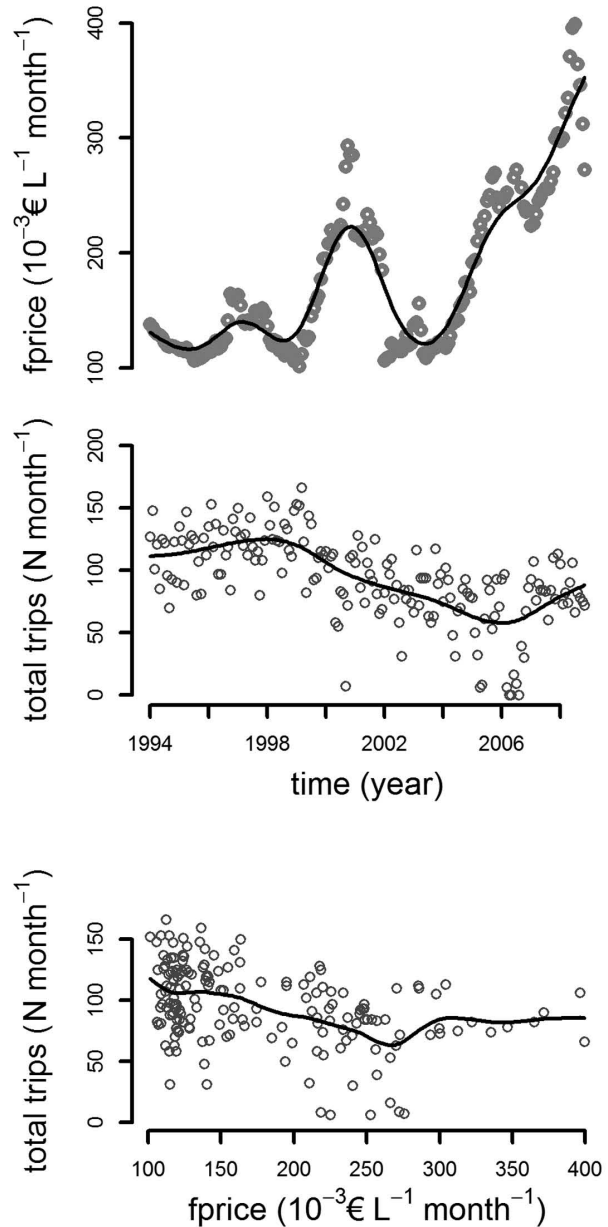 fprice (10⁻³€ L⁻¹ month⁻¹)
400
300
200
100
total trips (N month⁻¹)
200
150
100
50
0
1994 1998 2002 2006
time (year)
total trips (N month⁻¹)
150
100
50
0
100 150 200 250 300 350 400
fprice (10⁻³€ L⁻¹ month⁻¹)